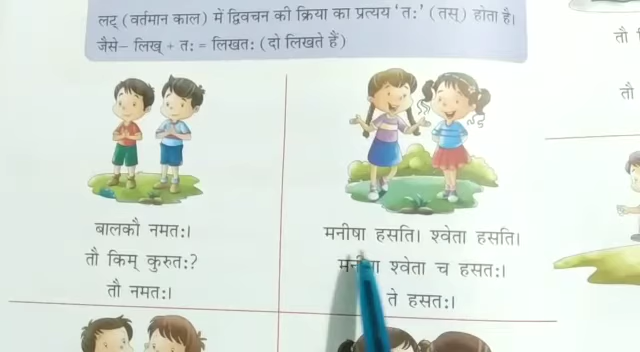 लट् (वर्तमान काल) में द्विवचन की क्रिया का प्रत्यय 'त:' (तस्) होता है।
जैसे– लिख् + त: = लिखत: (दो लिखते हैं)
बालकौ नमत:।
तौ किम् कुरुत:?
तौ नमत:।
मनीषा हसति। श्वेता हसति।
श्वेता च हसत:।
ते हसत:।
तौ
तौ